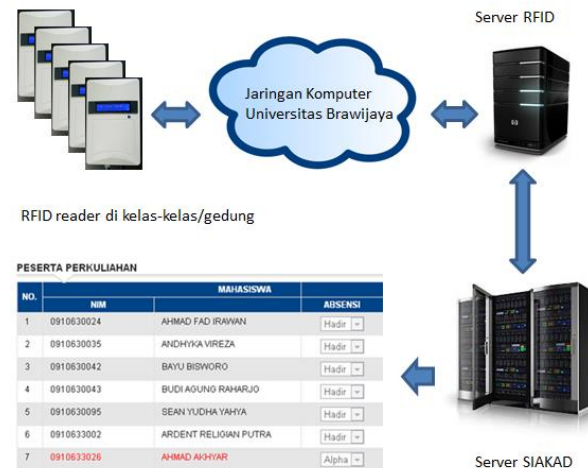 Server RFID
Jaringan Komputer
Universitas Brawijaya
RFID reader di kelas-kelas/gedung
PESERTA PERKULIAHAN
NO. MAHASISWA
NIM ABSENSI
1 0910630024 AHMAD FAD IRAWAN Hadir
2 0910630035 ANDHYKA VIREZA Hadir
3 0910630042 BAYU BISWORO Hadir
4 0910630043 BUDI AGUNG RAHARJO Hadir
5 0910630095 SEAN YUDHA YAHYA Hadir
6 0910633002 ARDENT RELIGIAN PUTRA Hadir
7 0910633026 AHMAD AKHYAR Alpha
Server SIAKAD